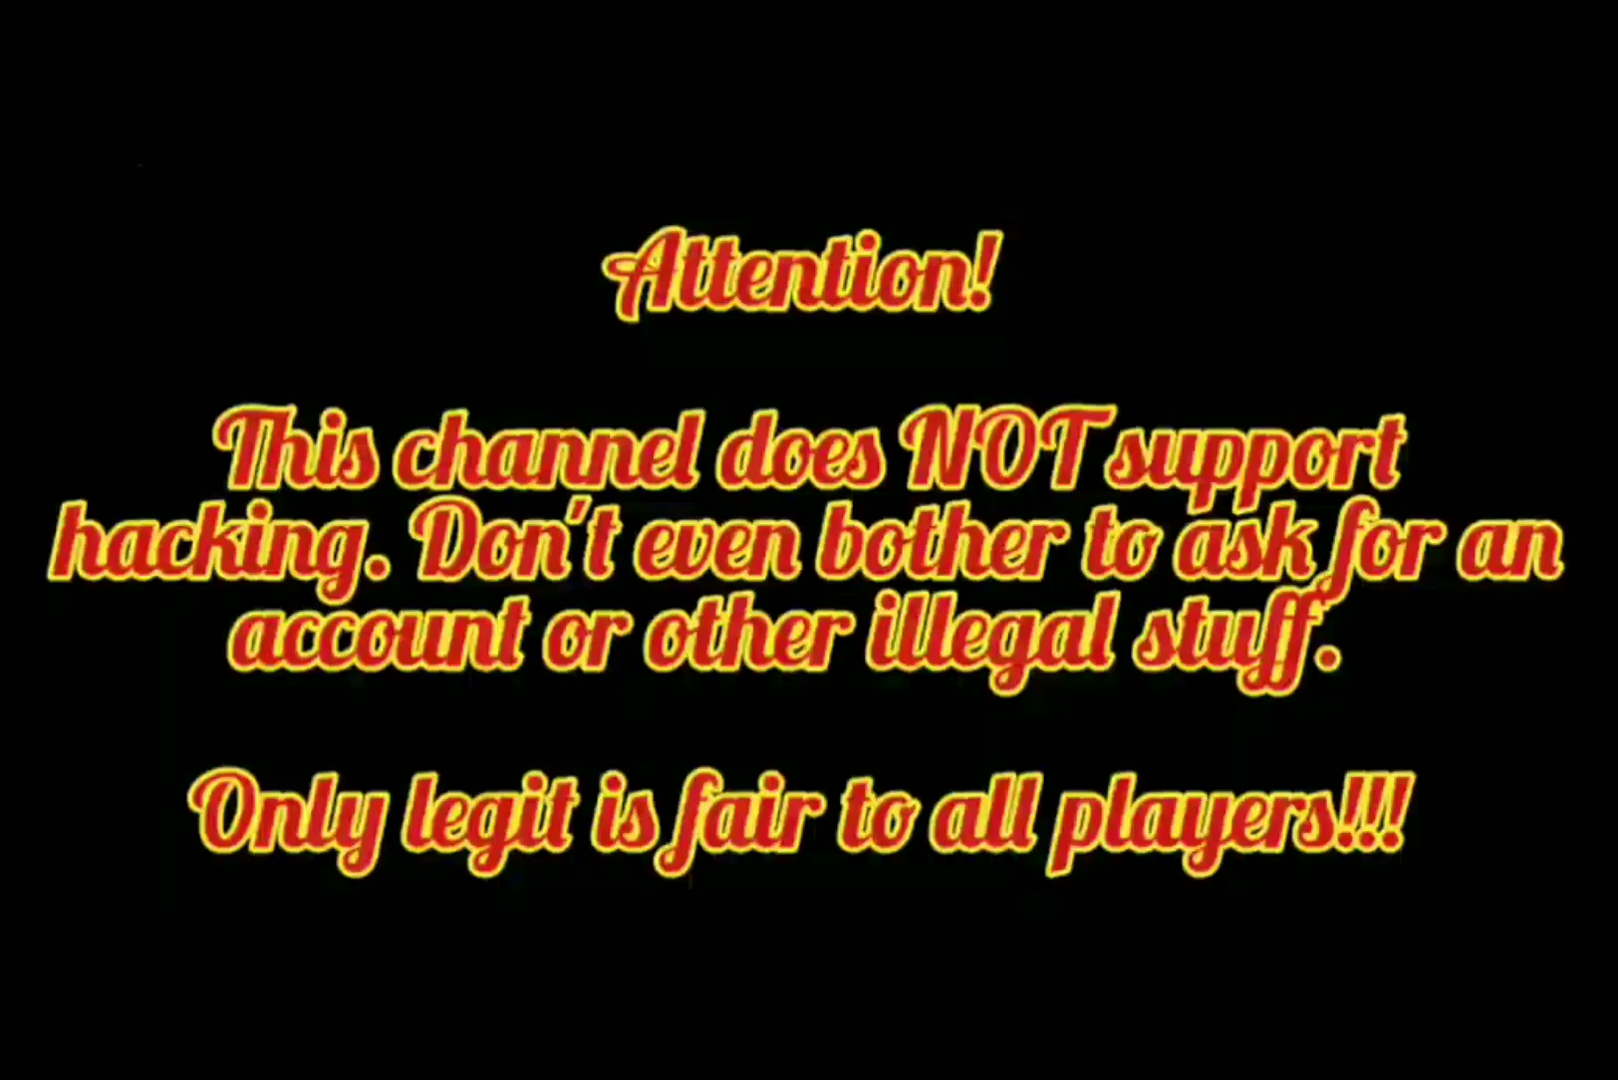 Attention!
This channel does NOT support
hacking. Don't even bother to ask for an
account or other illegal stuff.
Only legit is fair to all players!!!